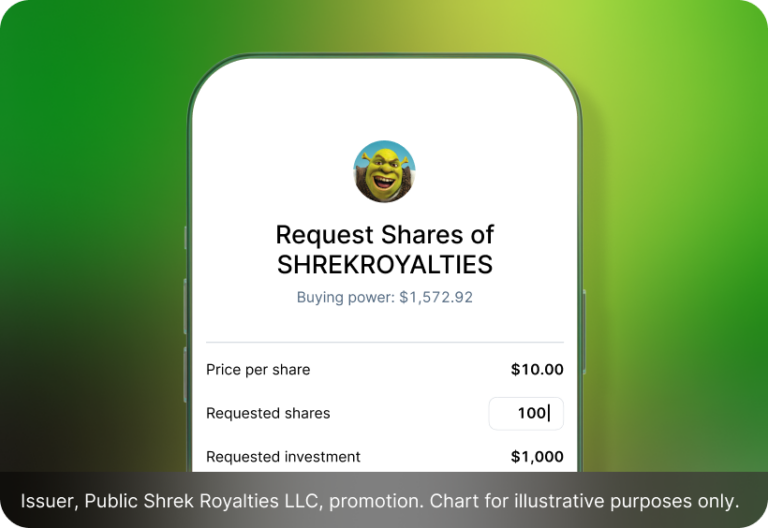 Request Shares of
SHREKROYALTIES
Buying power: $1,572.92
Price per share $10.00
Requested shares 100
Requested investment $1,000
Issuer, Public Shrek Royalties LLC, promotion. Chart for illustrative purposes only.